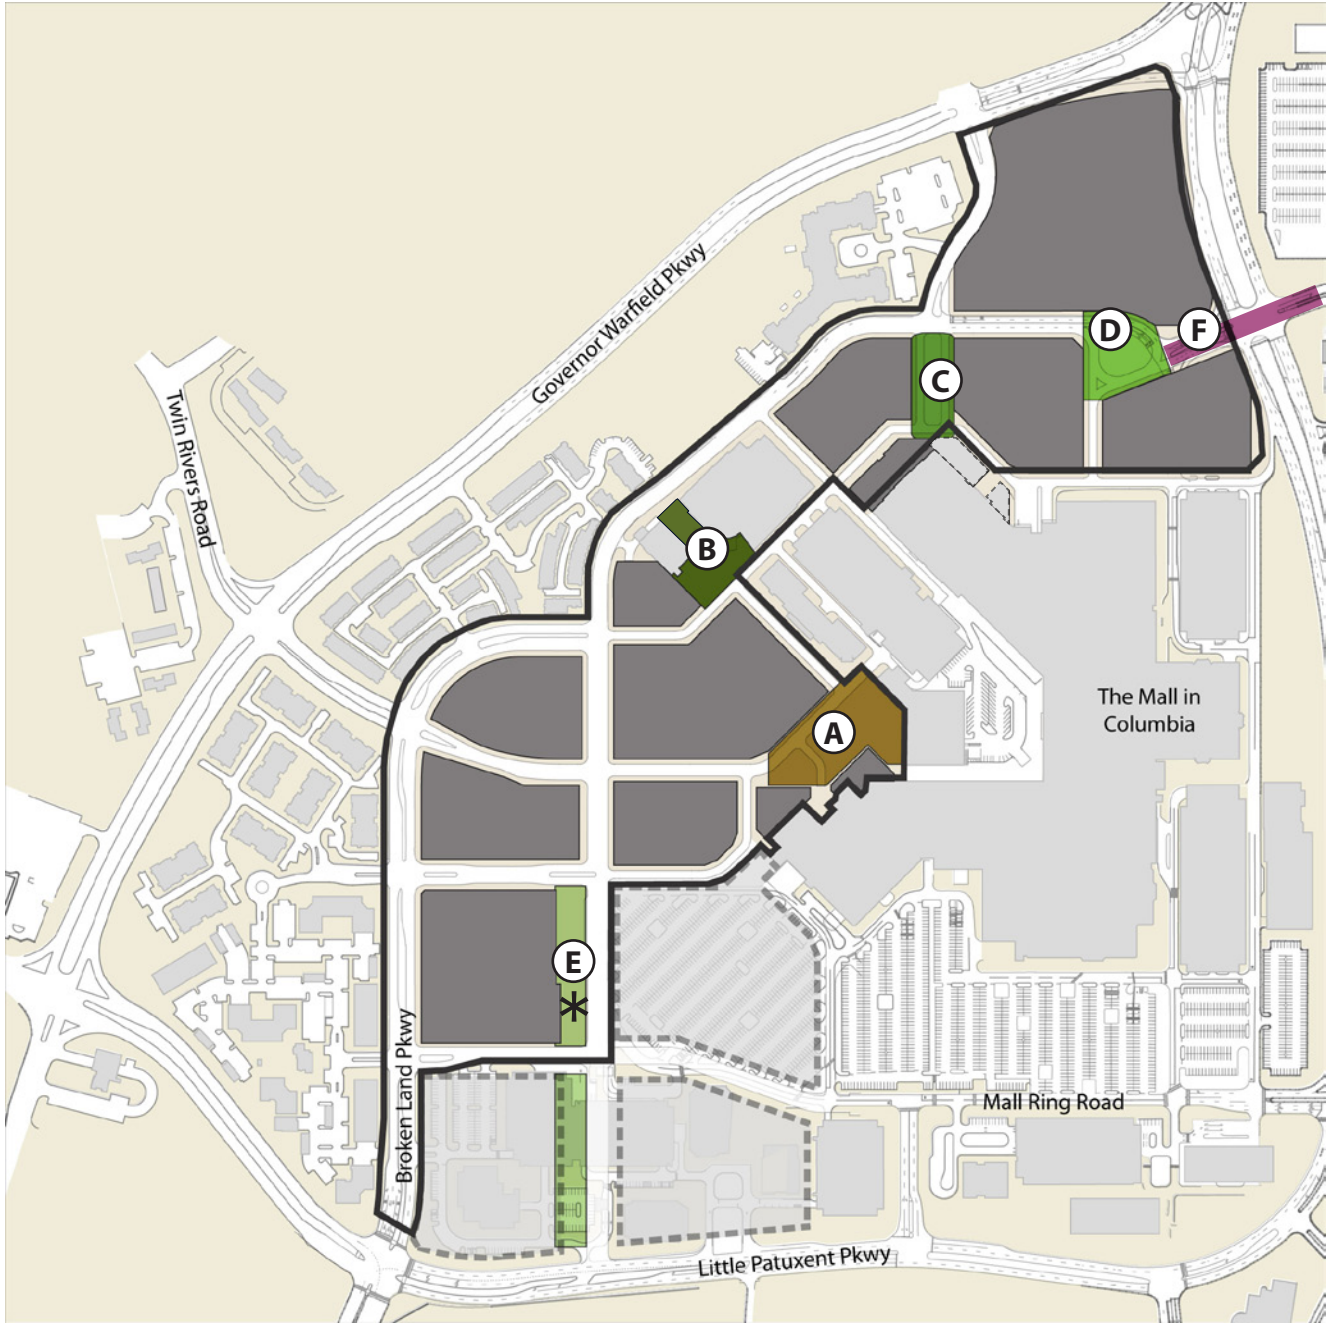 D
F
C
Governor Warfield Pkwy
Twin Rivers Road
B
The Mall in
Columbia
A
E
*
Broken Land Pkwy
Mall Ring Road
Little Patuxent Pkwy